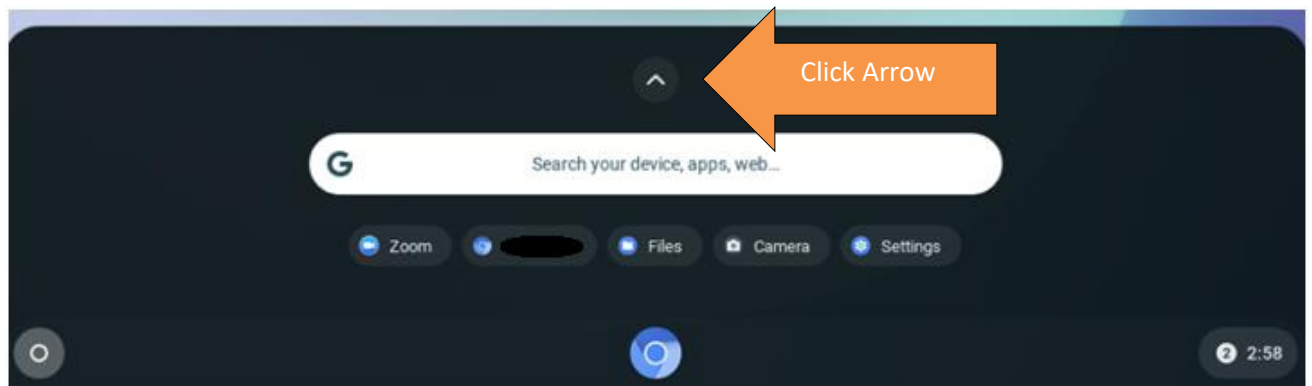 Click Arrow
G
Search your device, apps, web...
Zoom
Files
Camera
Settings
2 2:58